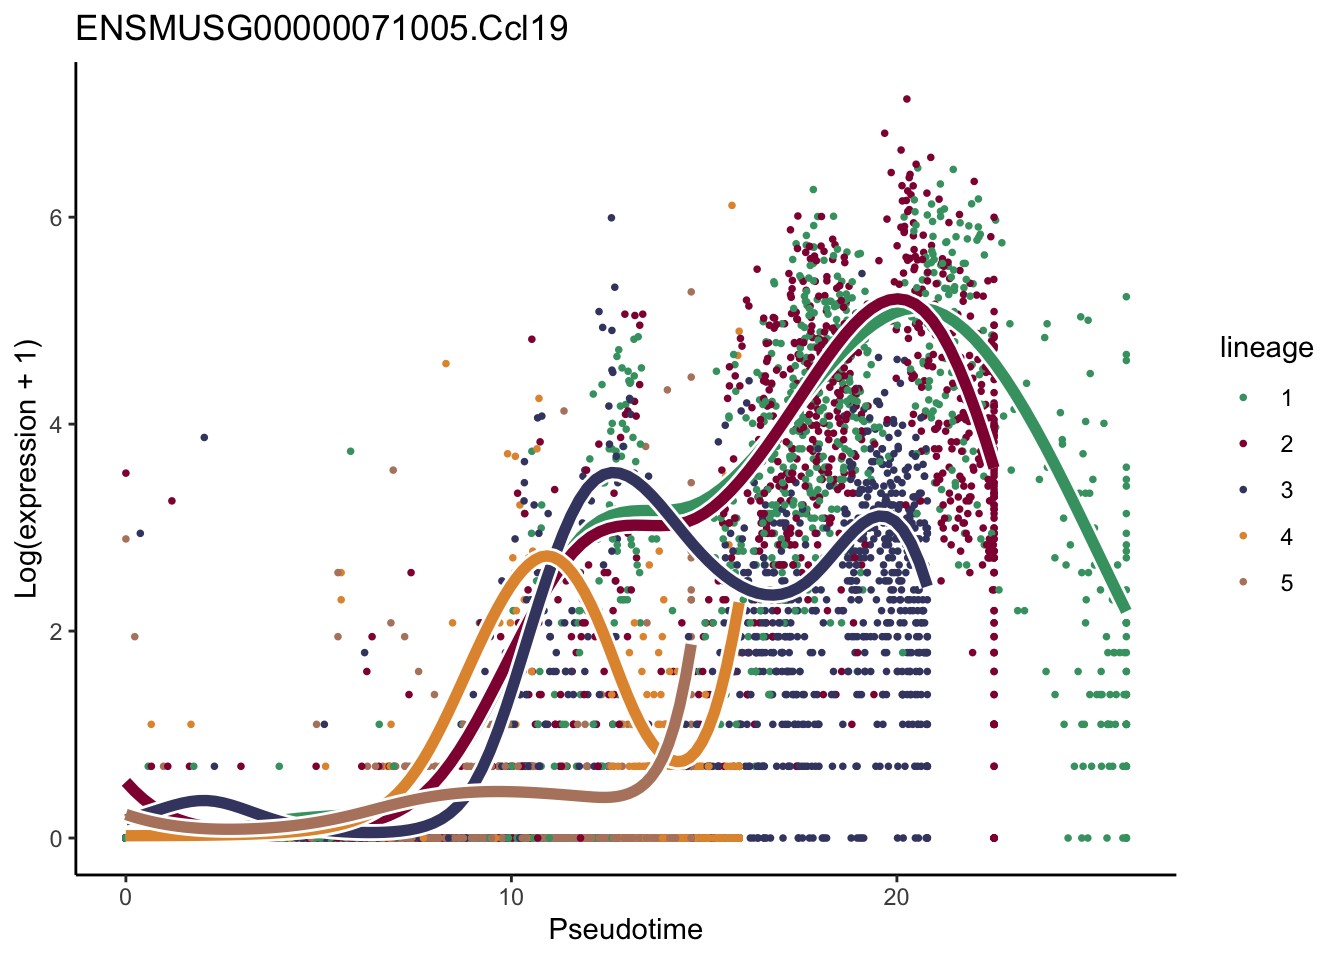 ENSMUSG00000071005.Ccl19
Log(expression + 1)
6
4
2
0
0 10 20
Pseudotime
lineage
1
2
3
4
5